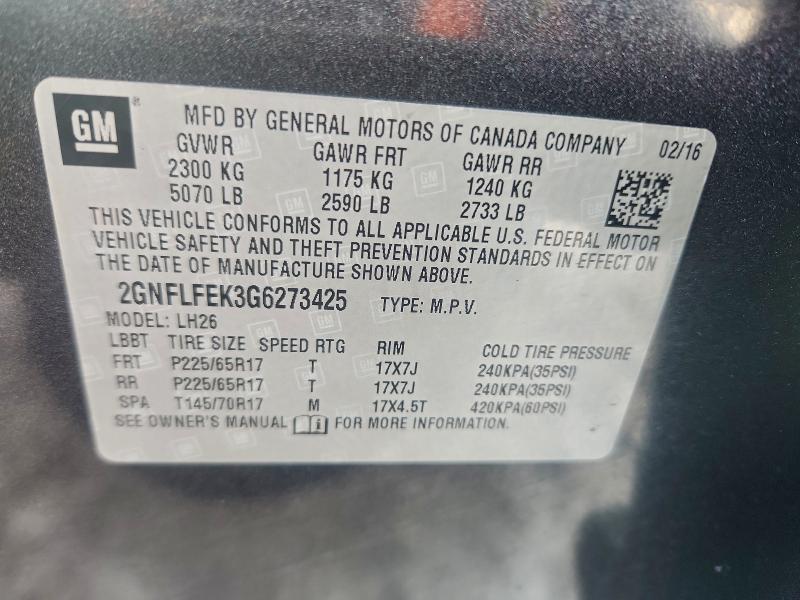 GM
MFD BY GENERAL MOTORS OF CANADA COMPANY 02/16
GVWR GAWR FRT GAWR RR
2300 KG 1175 KG 1240 KG
5070 LB 2590 LB 2733 LB
THIS VEHICLE CONFORMS TO ALL APPLICABLE U.S. FEDERAL MOTOR
VEHICLE SAFETY AND THEFT PREVENTION STANDARDS IN EFFECT ON
THE DATE OF MANUFACTURE SHOWN ABOVE.
2GNFLFEK3G6273425 TYPE: M.P.V.
MODEL: LH26
LBBT TIRE SIZE SPEED RTG RIM COLD TIRE PRESSURE
FRT P225/65R17 T 17X7J 240KPA(35PSI)
RR P225/65R17 T 17X7J 240KPA(35PSI)
SPA T145/70R17 M 17X4.5T 420KPA(60PSI)
SEE OWNER'S MANUAL FOR MORE INFORMATION.